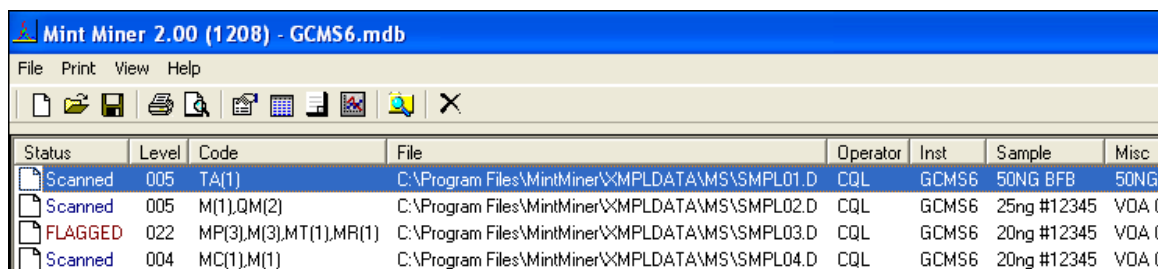 Mint Miner 2.00 (1208) - GCMS6.mdb
File Print View Help
Status Level Code File Operator Inst Sample Misc
Scanned 005 TA(1) C:\Program Files\MintMiner\XMPLDATA\MS\SMPL01.D CQL GCMS6 50NG BFB 50NG
Scanned 005 M(1),QM(2) C:\Program Files\MintMiner\XMPLDATA\MS\SMPL02.D CQL GCMS6 25ng #12345 VOA
FLAGGED 022 MP(3),M(3),MT(1),MR(1) C:\Program Files\MintMiner\XMPLDATA\MS\SMPL03.D CQL GCMS6 20ng #12345 VOA
Scanned 004 MC(1),M(1) C:\Program Files\MintMiner\XMPLDATA\MS\SMPL04.D CQL GCMS6 20ng #12345 VOA